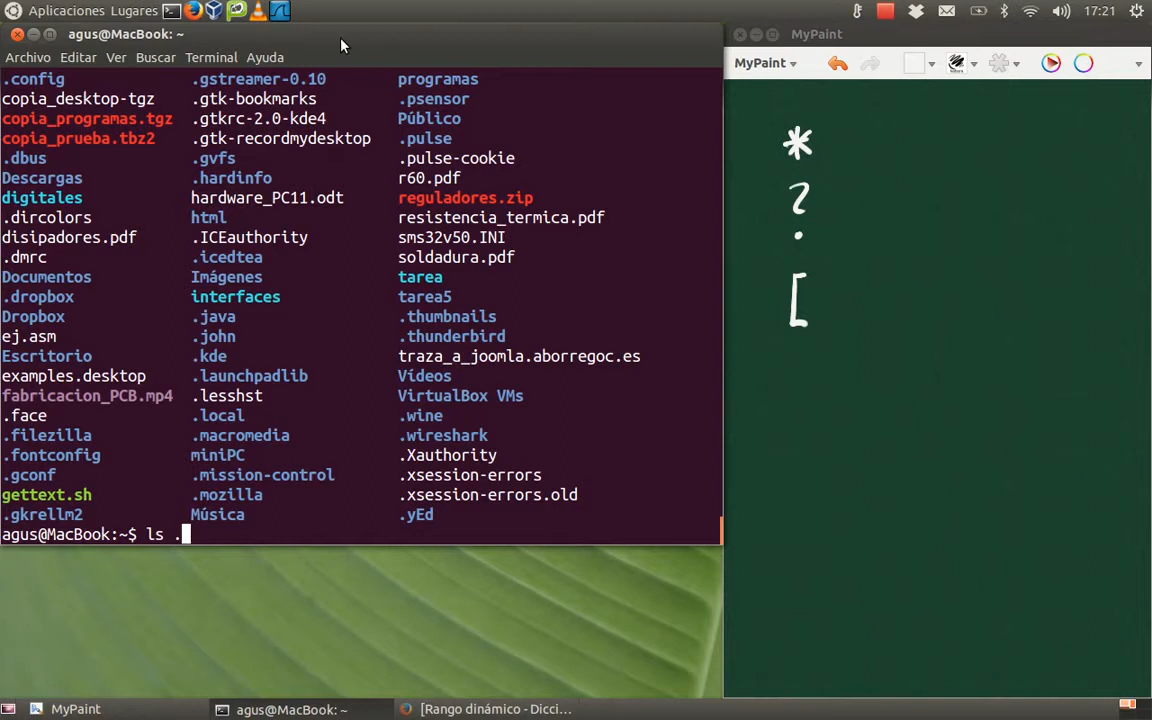 Aplicaciones Lugares 17:21
agus@MacBook: ~
Archivo Editar Ver Buscar Terminal Ayuda
.config .gstreamer-0.10 programas
copia_desktop-tgz .gtk-bookmarks .psensor
copia_programas.tgz .gtkrc-2.0-kde4 Público
copia_prueba.tbz2 .gtk-recordmydesktop .pulse
.dbus .gvfs .pulse-cookie
Descargas .hardinfo r60.pdf
digitales hardware_PC11.odt reguladores.zip
.dircolors html resistencia_termica.pdf
disipadores.pdf .ICEauthority sms32v50.INI
.dmrc .icedtea soldadura.pdf
Documentos Imágenes tarea
.dropbox interfaces tarea5
Dropbox .java .thumbnails
ej.asm .john .thunderbird
Escritorio .kde traza_a_joomla.aborregoc.es
examples.desktop .launchpadlib Vídeos
fabricacion_PCB.mp4 .lesshst VirtualBox VMs
.face .local .wine
.filezilla .macromedia .wireshark
.fontconfig miniPC .Xauthority
.gconf .mission-control .xsession-errors
gettext.sh .mozilla .xsession-errors.old
.gkrellm2 Música .yEd
agus@MacBook:~$ ls .
MyPaint
MyPaint
*
?
[
MyPaint agus@MacBook: ~ [Rango dinámico - Dicci...